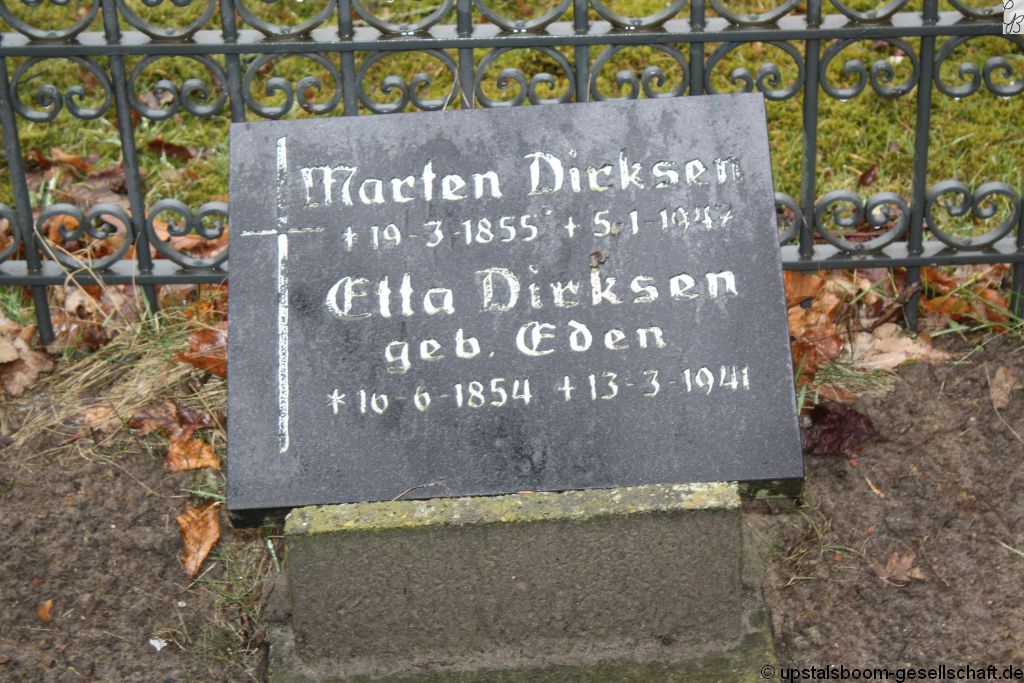 Marten Dirksen
+ 19-3-1855 + 5-1-1947
Etta Dirksen
geb. Eden
* 16-6-1854 + 13-3-1941
© upstalsboom-gesellschaft.de